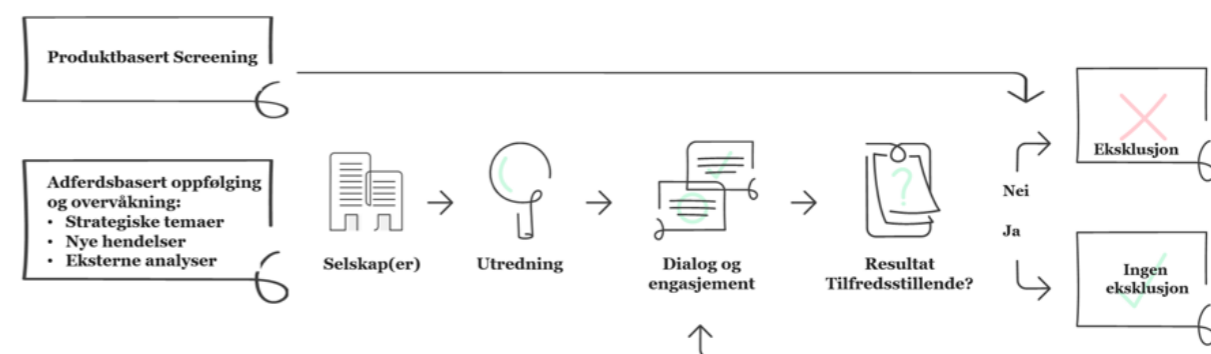 Produktbasert Screening
Adferdsbasert oppfølging
og overvåkning:
• Strategiske temaer
• Nye hendelser
• Eksterne analyser
Selskap(er)
Utredning
Dialog og
engasjement
Resultat
Tilfredsstillende?
Nei
Ja
Eksklusjon
Ingen
eksklusjon